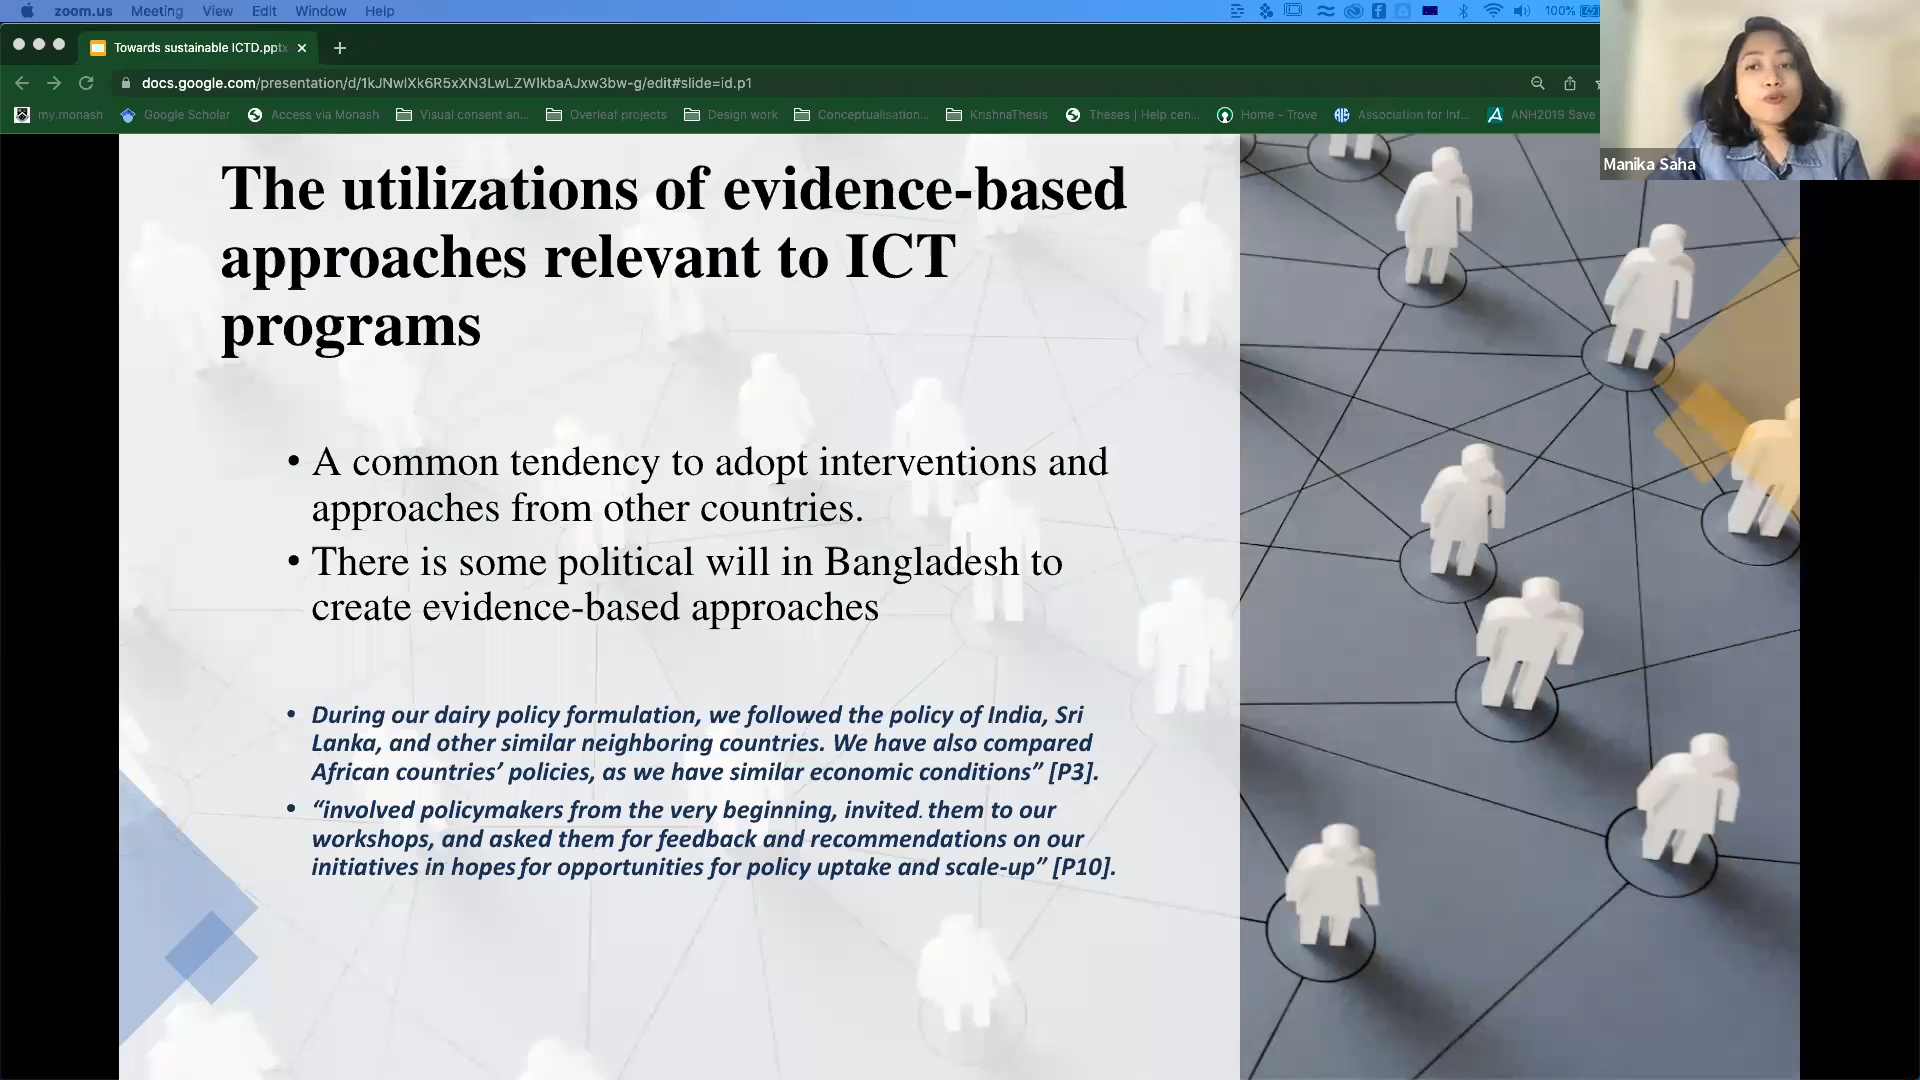 zoom.us Meeting View Edit Window Help 100%
Towards sustainable ICTD.pptx
docs.google.com/presentation/d/1kJNwlXk6R5xXN3LwLZWlkbaAJxw3bw-g/edit#slide=id.p1
my.monash Google Scholar Access via Monash Visual consent an... Overleaf projects Design work Conceptualisation... KrishnaThesis Theses | Help cen... Home - Trove Association for Inf... ANH2019 Save
Manika Saha
The utilizations of evidence-based
approaches relevant to ICT
programs
• A common tendency to adopt interventions and
approaches from other countries.
• There is some political will in Bangladesh to
create evidence-based approaches
• During our dairy policy formulation, we followed the policy of India, Sri
Lanka, and other similar neighboring countries. We have also compared
African countries’ policies, as we have similar economic conditions” [P3].
• “involved policymakers from the very beginning, invited. them to our
workshops, and asked them for feedback and recommendations on our
initiatives in hopes for opportunities for policy uptake and scale-up” [P10].